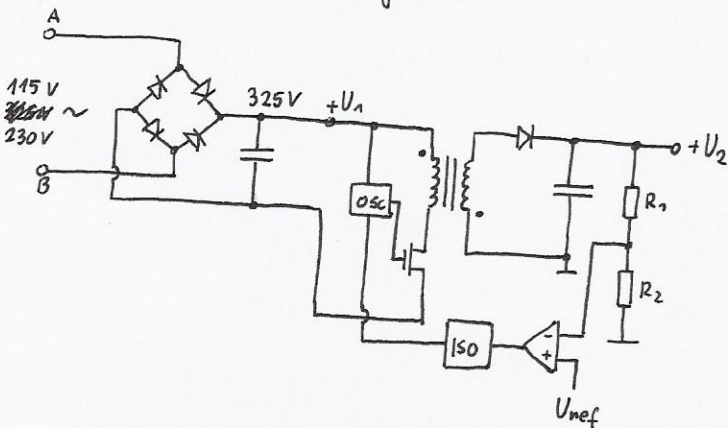 A
115 V
~
230 V
B
325V
+U1
OSC
+U2
R1
R2
ISO
-
+
Uref